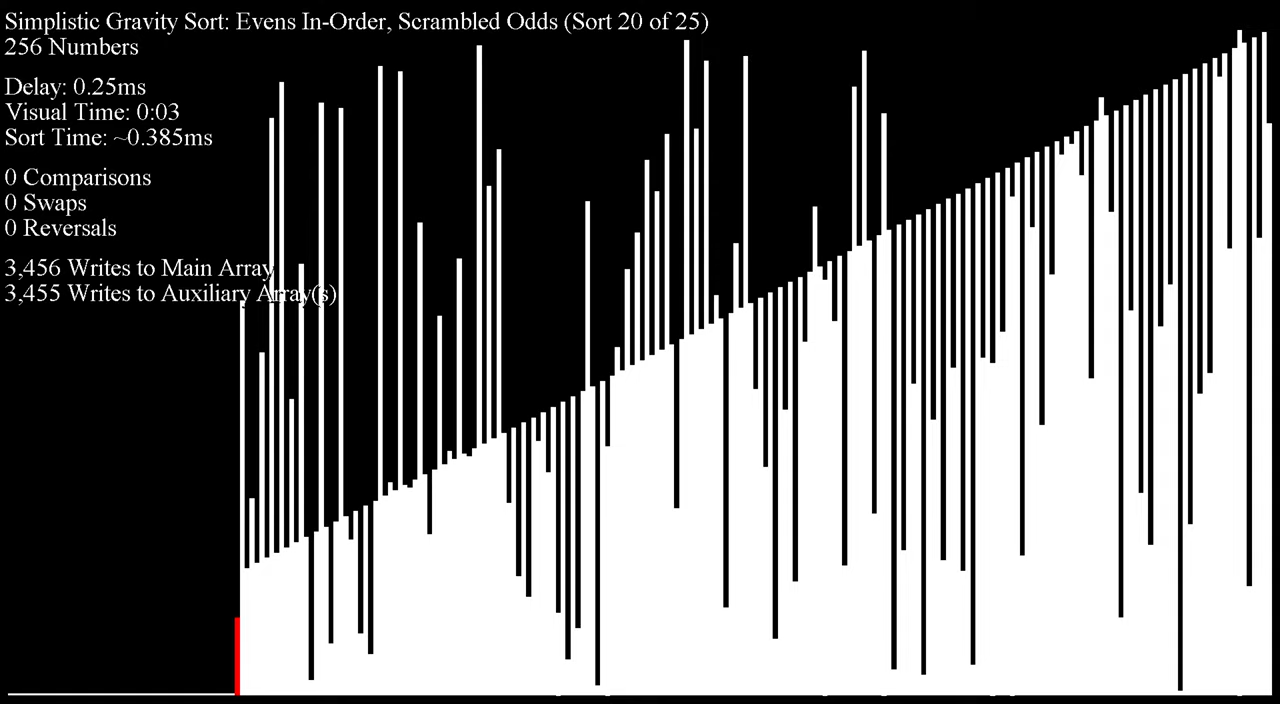 Simplistic Gravity Sort: Evens In-Order, Scrambled Odds (Sort 20 of 25)
256 Numbers
Delay: 0.25ms
Visual Time: 0:03
Sort Time: ~0.385ms
0 Comparisons
0 Swaps
0 Reversals
3,456 Writes to Main Array
3,455 Writes to Auxiliary Array(s)